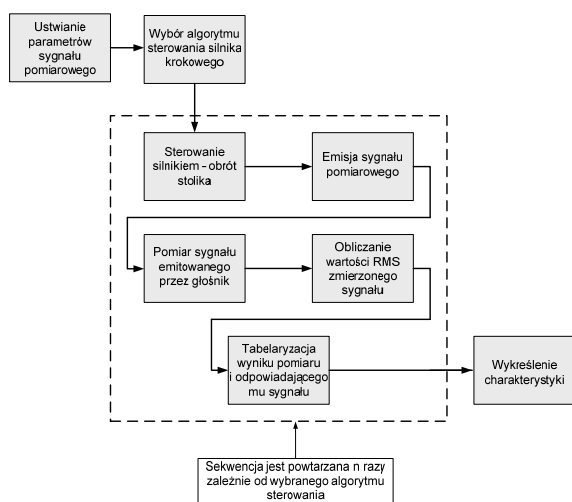 Ustwianie
parametrów
sygnału
pomiarowego
Wybór algorytmu
sterowania silnika
krokowego
Sterowanie
silnikiem – obrót
stolika
Emisja sygnału
pomiarowego
Pomiar sygnału
emitowanego
przez głośnik
Obliczanie
wartości RMS
zmierzonego
sygnału
Tabelaryzacja
wyniku pomiaru
i odpowiadającego
mu sygnału
Wykreślenie
charakterystyki
Sekwencja jest powtarzana n razy
zależnie od wybranego algorytmu
sterowania